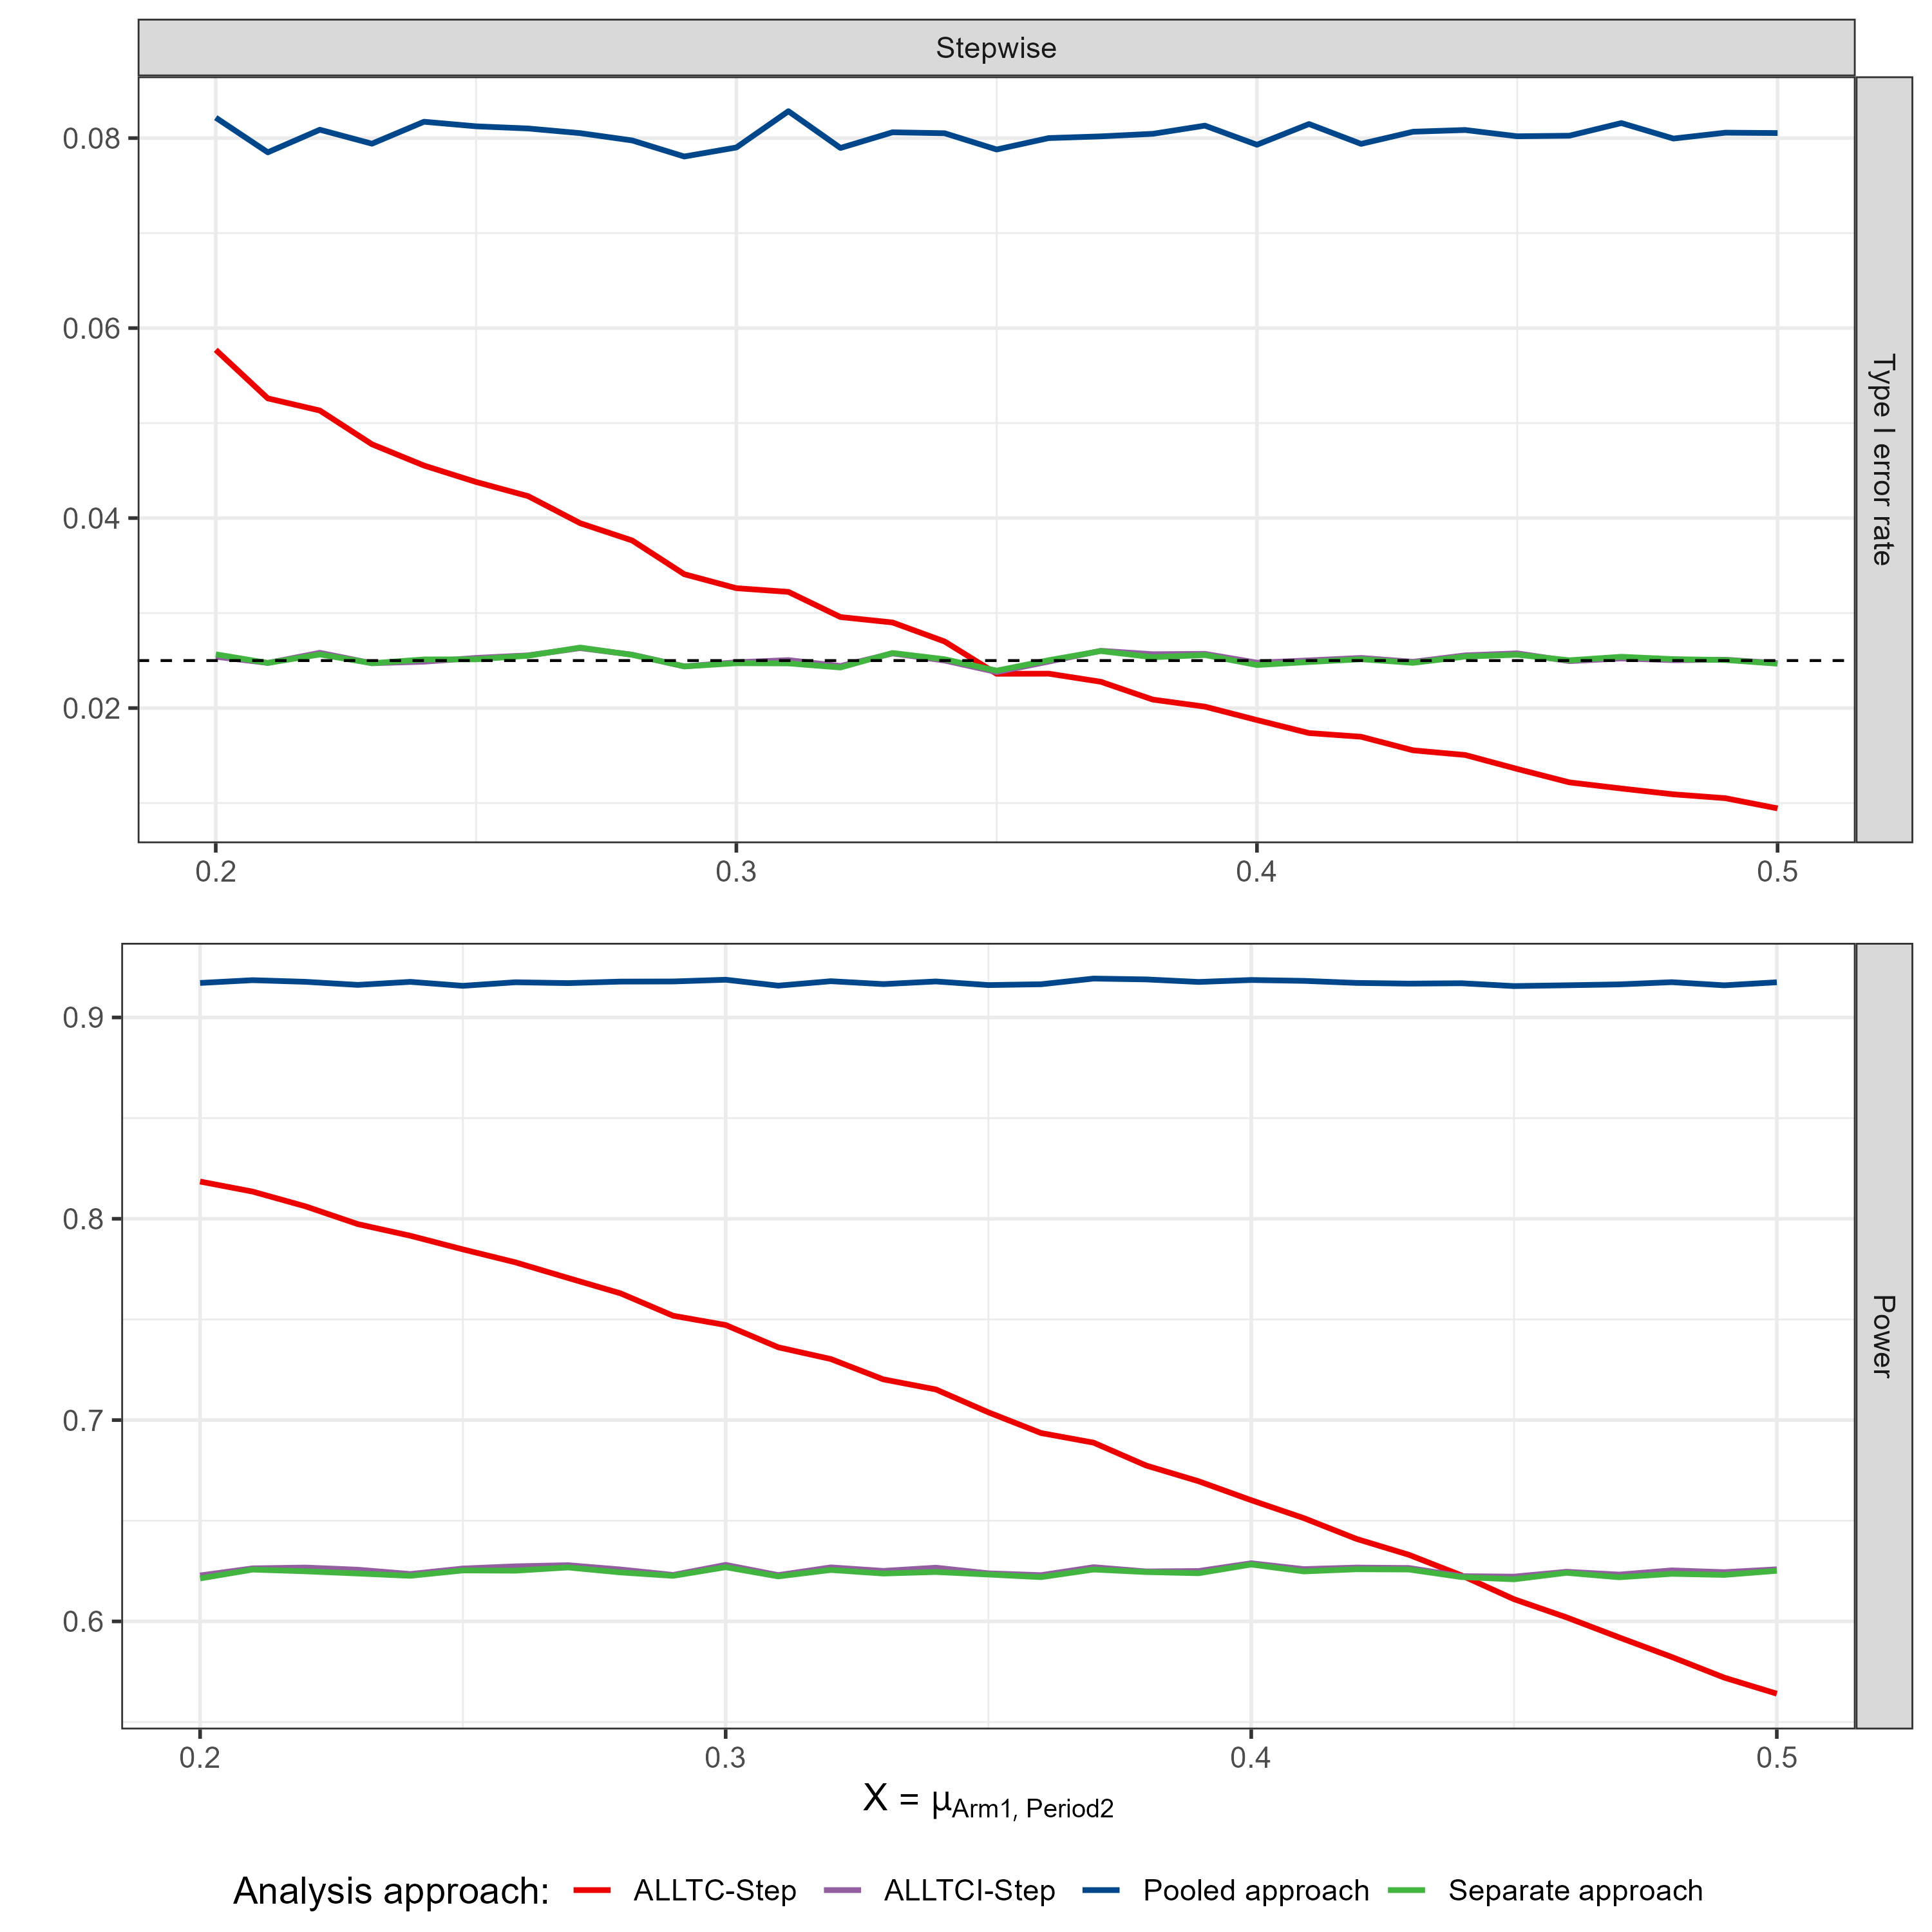 Stepwise
0.08
0.06
0.04
0.02
Type I error rate
0.2 0.3 0.4 0.5
0.9
0.8
0.7
0.6
Power
0.2 0.3 0.4 0.5
X = μArm1, Period2
Analysis approach: ALLTC-Step ALLTCI-Step Pooled approach Separate approach